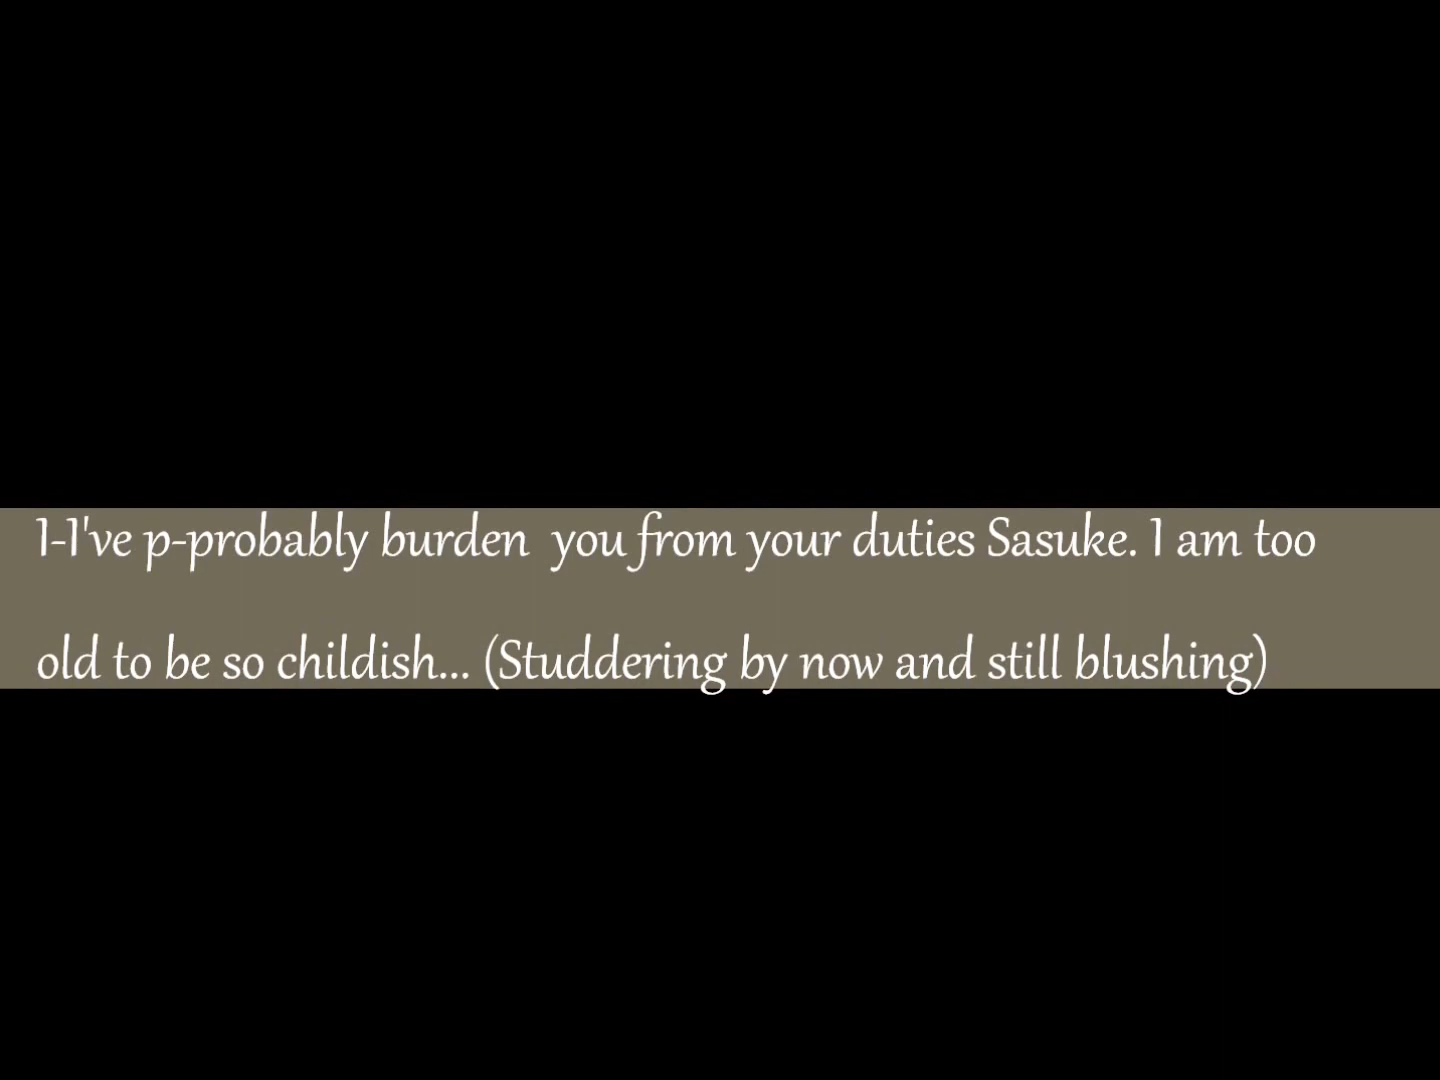 I-I've p-probably burden  you from your duties Sasuke. I am too
old to be so childish... (Studdering by now and still blushing)